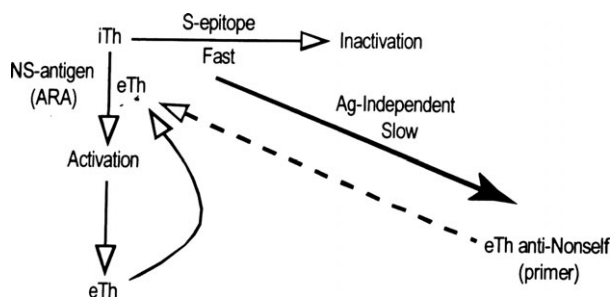 S-epitope
iTh
Inactivation
Fast
NS-antigen
(ARA)
eTh
Ag-Independent
Slow
Activation
eTh anti-Nonself
(primer)
eTh